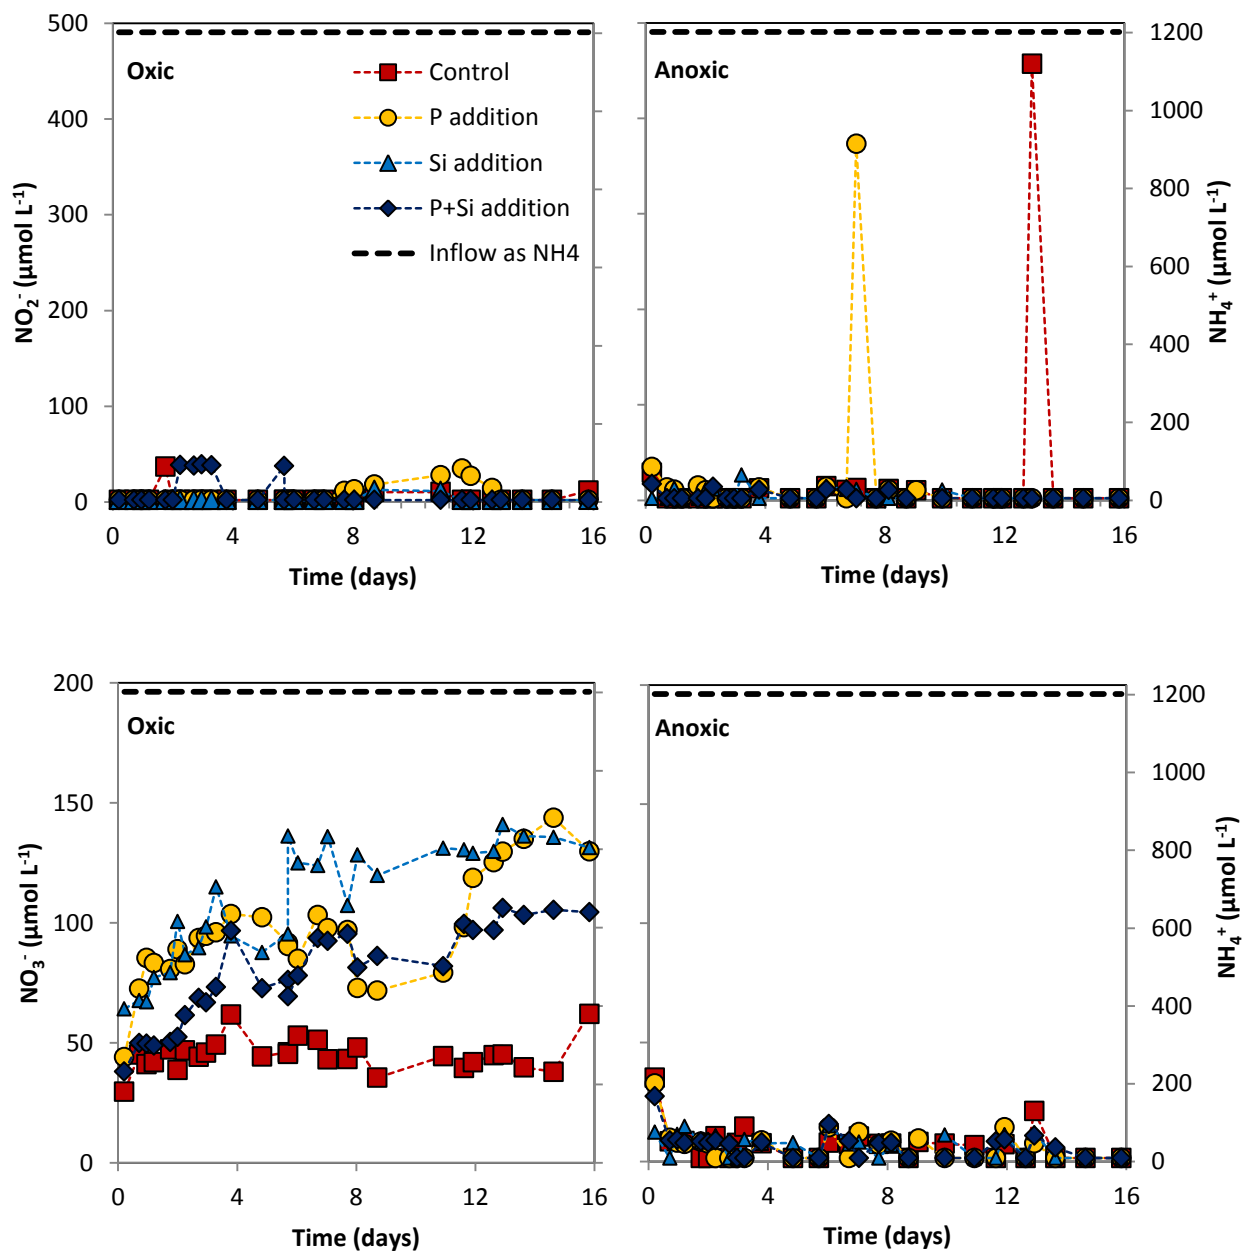 500
400
300
200
100
0
NO₂⁻ (µmol L⁻¹)
Oxic
Control
P addition
Si addition
P+Si addition
Inflow as NH4
0 4 8 12 16
Time (days)
Anoxic
1200
1000
800
600
400
200
0
NH₄⁺ (µmol L⁻¹)
0 4 8 12 16
Time (days)
200
150
100
50
0
NO₃⁻ (µmol L⁻¹)
Oxic
0 4 8 12 16
Time (days)
Anoxic
1200
1000
800
600
400
200
0
NH₄⁺ (µmol L⁻¹)
0 4 8 12 16
Time (days)